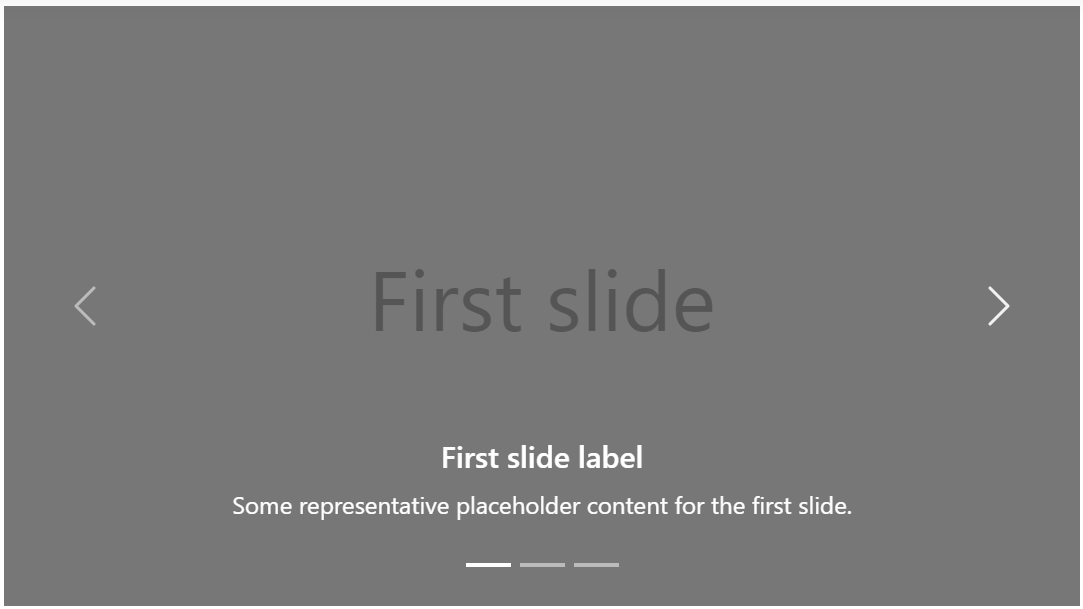 First slide
First slide label
Some representative placeholder content for the first slide.